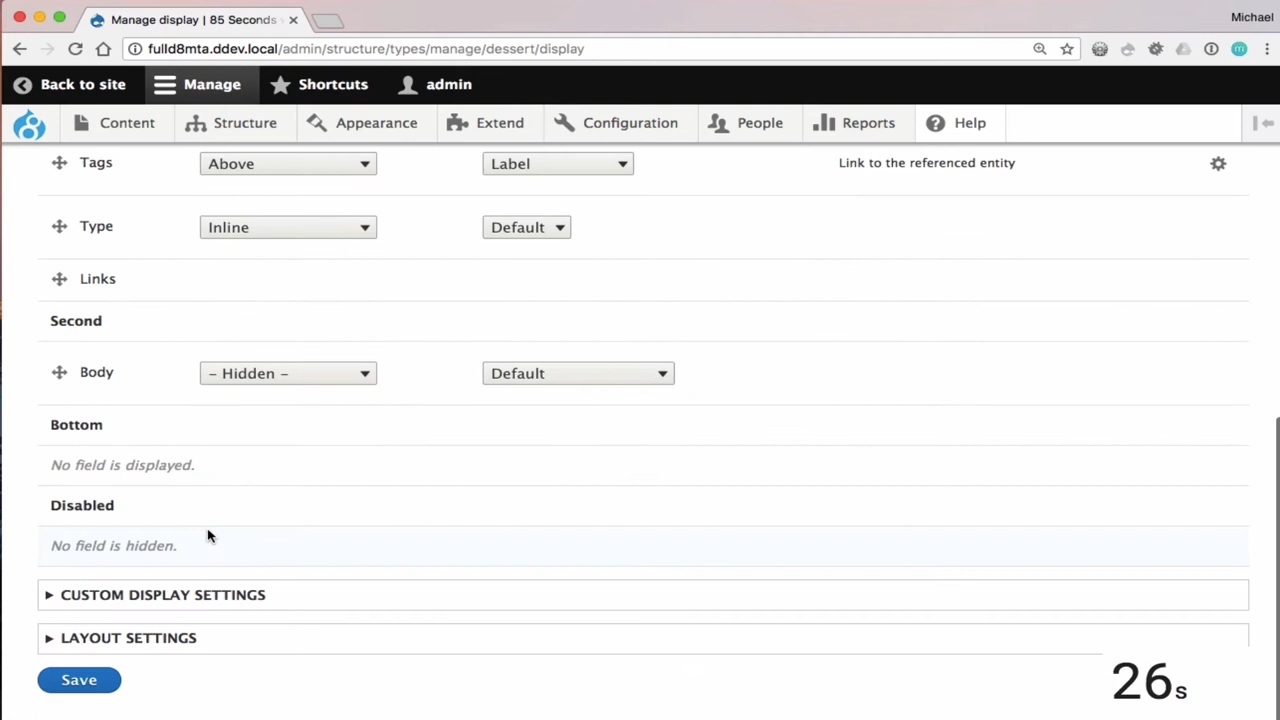 Manage display | 85 Seconds
Michael
fulld8mta.ddev.local/admin/structure/types/manage/dessert/display
Back to site Manage Shortcuts admin
Content Structure Appearance Extend Configuration People Reports Help
Tags Above Label Link to the referenced entity
Type Inline Default
Links
Second
Body – Hidden – Default
Bottom
No field is displayed.
Disabled
No field is hidden.
CUSTOM DISPLAY SETTINGS
LAYOUT SETTINGS
Save
26s